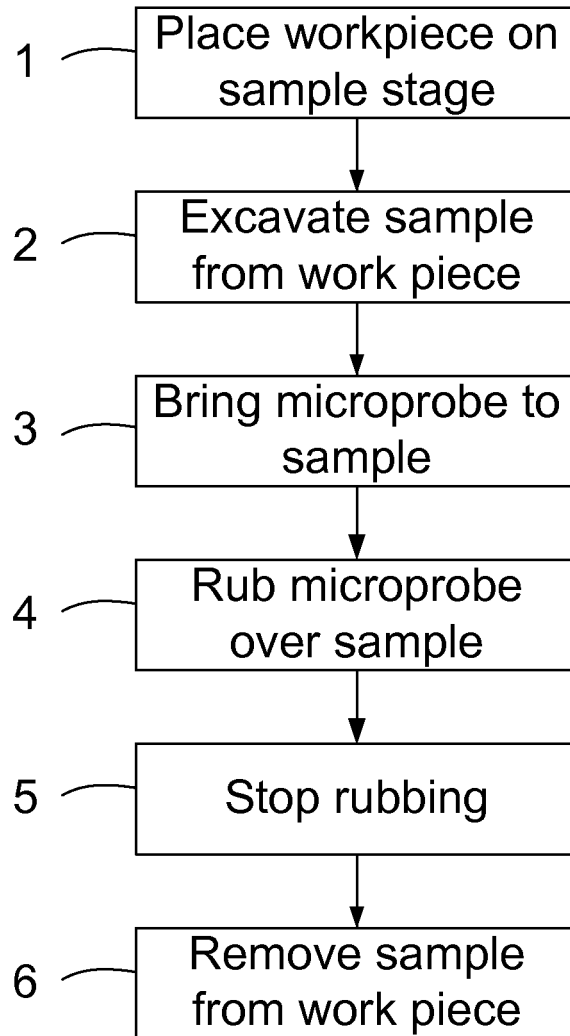 1
Place workpiece on
sample stage
2
Excavate sample
from work piece
3
Bring microprobe to
sample
4
Rub microprobe
over sample
5
Stop rubbing
6
Remove sample
from work piece